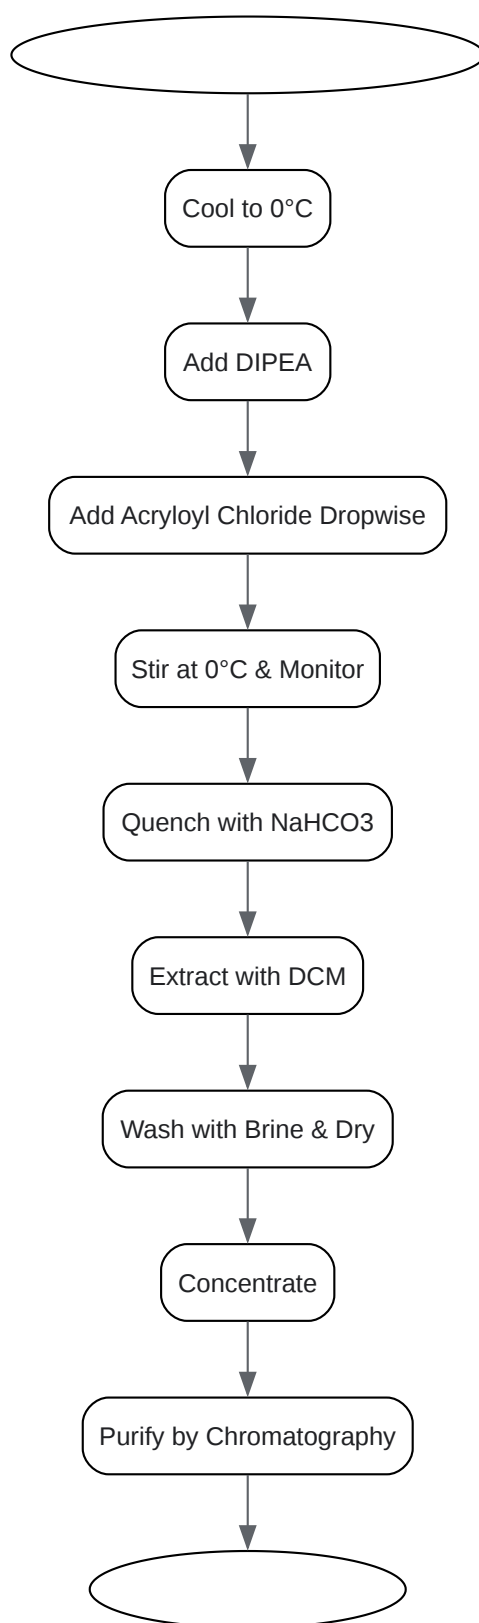 Cool to 0°C
Add DIPEA
Add Acryloyl Chloride Dropwise
Stir at 0°C & Monitor
Quench with NaHCO3
Extract with DCM
Wash with Brine & Dry
Concentrate
Purify by Chromatography